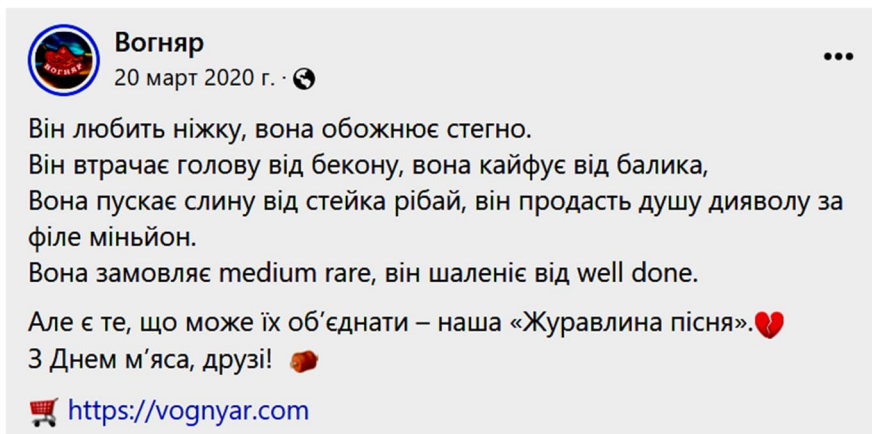 Вогняр
20 март 2020 г. ·
Він любить ніжку, вона обожнює стегно.
Він втрачає голову від бекону, вона кайфує від балика,
Вона пускає слину від стейка рібай, він продасть душу дияволу за
філе міньйон.
Вона замовляє medium rare, він шаленіє від well done.
Але є те, що може їх об’єднати – наша «Журавлина пісня».💔
З Днем м’яса, друзі! 🍖
🛒 https://vognyar.com